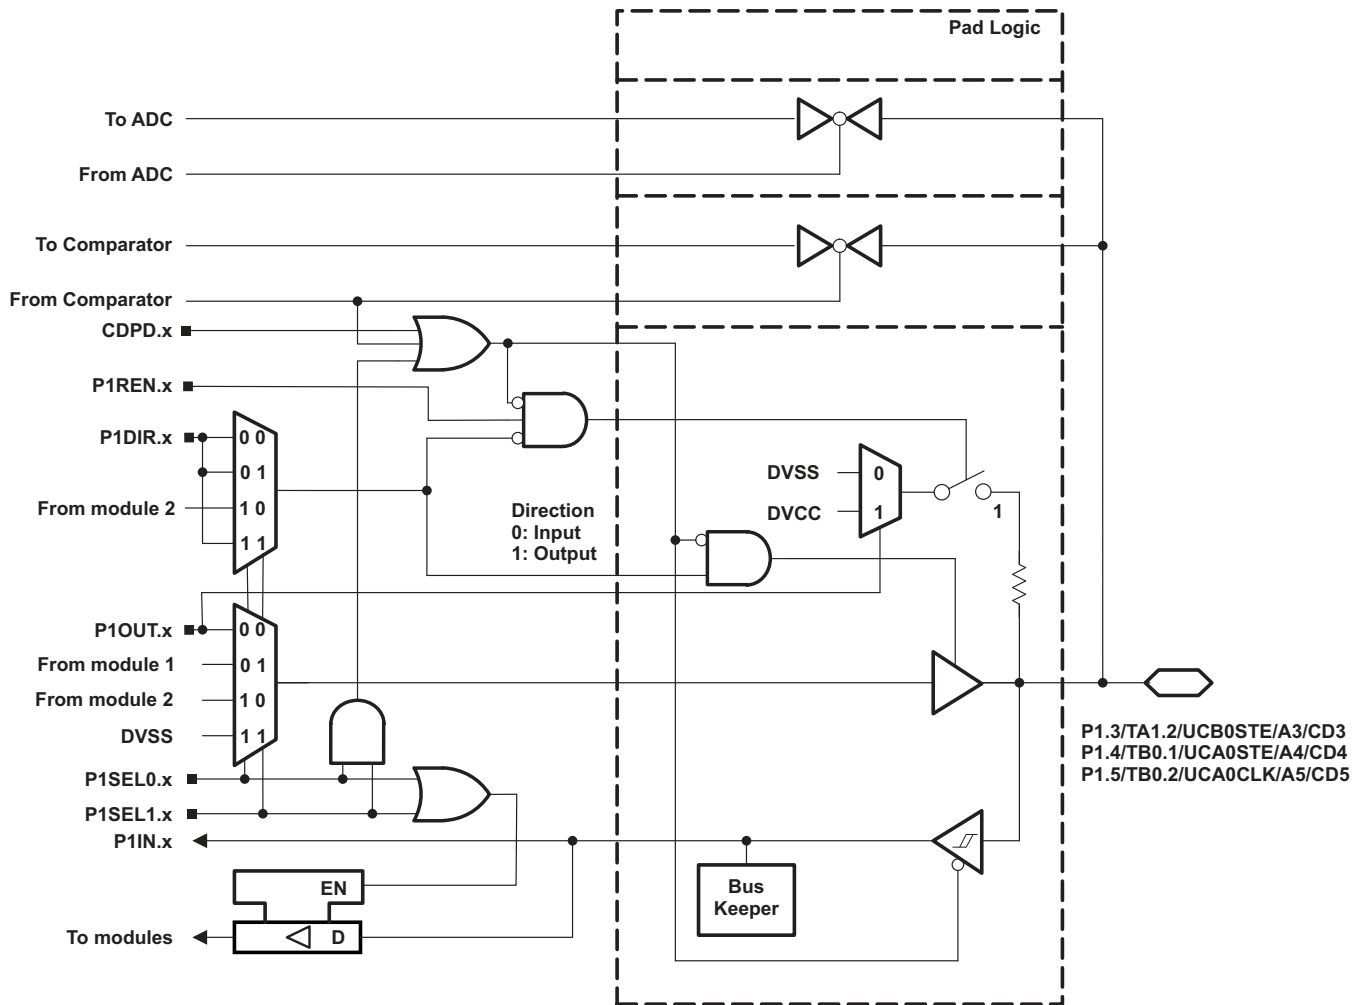 Pad Logic
To ADC
From ADC
To Comparator
From Comparator
CDPD.x
P1REN.x
P1DIR.x
0 0
0 1
From module 2
1 0
1 1
Direction
0: Input
1: Output
DVSS
0
DVCC
1
1
P1OUT.x
0 0
From module 1
0 1
From module 2
1 0
DVSS
1 1
P1.3/TA1.2/UCB0STE/A3/CD3
P1.4/TB0.1/UCA0STE/A4/CD4
P1.5/TB0.2/UCA0CLK/A5/CD5
P1SEL0.x
P1SEL1.x
P1IN.x
EN
Bus
Keeper
To modules
D